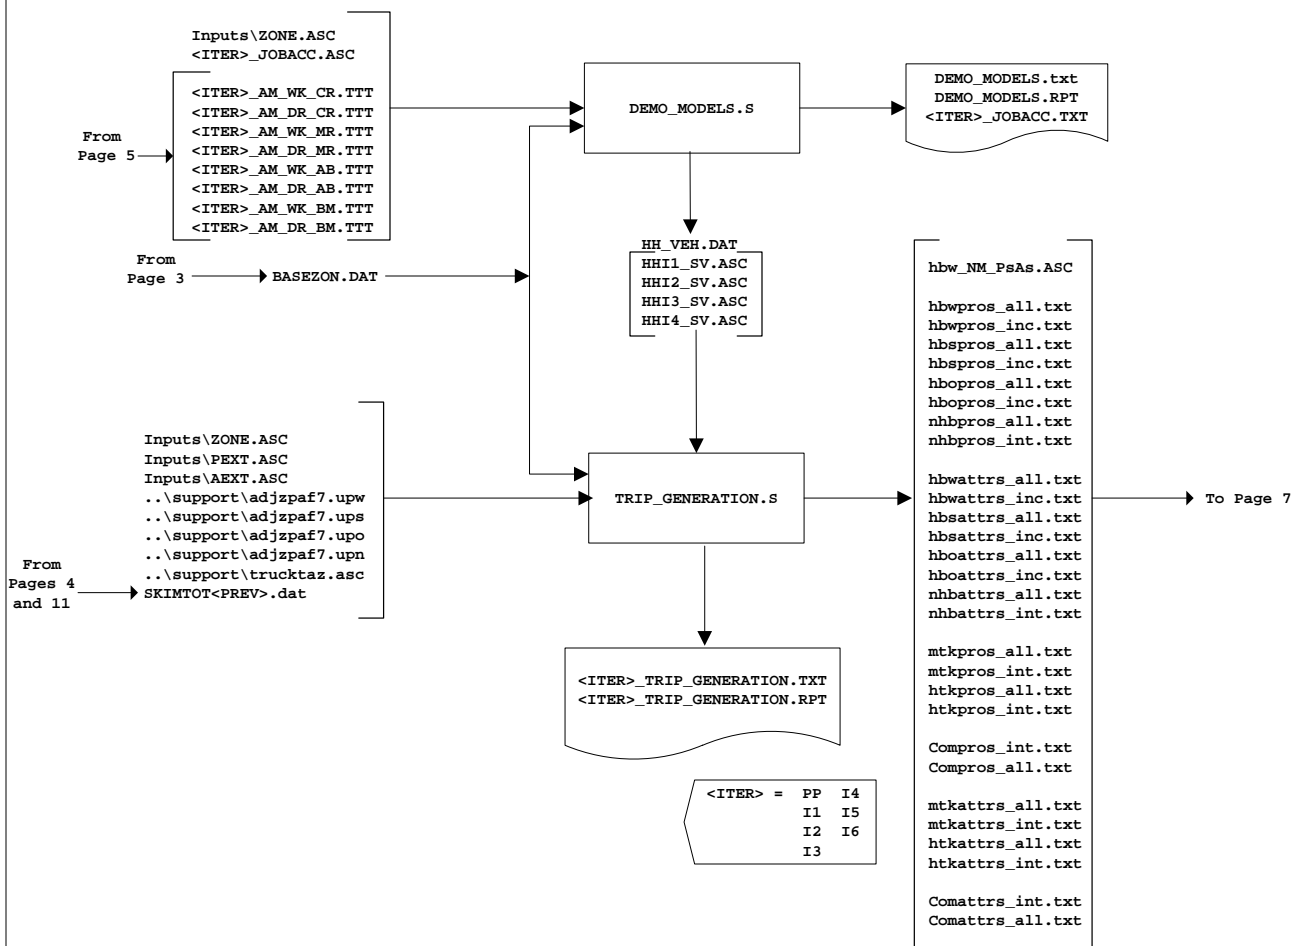 Inputs\ZONE.ASC
<ITER>_JOBACC.ASC
<ITER>_AM_WK_CR.TTT
<ITER>_AM_DR_CR.TTT
<ITER>_AM_WK_MR.TTT
<ITER>_AM_DR_MR.TTT
<ITER>_AM_WK_AB.TTT
<ITER>_AM_DR_AB.TTT
<ITER>_AM_WK_BM.TTT
<ITER>_AM_DR_BM.TTT
From
Page 5
DEMO_MODELS.S
DEMO_MODELS.txt
DEMO_MODELS.RPT
<ITER>_JOBACC.TXT
From
Page 3
BASEZON.DAT
HH_VEH.DAT
HHI1_SV.ASC
HHI2_SV.ASC
HHI3_SV.ASC
HHI4_SV.ASC
Inputs\ZONE.ASC
Inputs\PEXT.ASC
Inputs\AEXT.ASC
..\support\adjzpaf7.upw
..\support\adjzpaf7.ups
..\support\adjzpaf7.upo
..\support\adjzpaf7.upn
..\support\trucktaz.asc
SKIMTOT<PREV>.dat
From
Pages 4
and 11
TRIP_GENERATION.S
<ITER>_TRIP_GENERATION.TXT
<ITER>_TRIP_GENERATION.RPT
<ITER> = PP I4
I1 I5
I2 I6
I3
hbw_NM_PsAs.ASC
hbwpros_all.txt
hbwpros_inc.txt
hbspros_all.txt
hbspros_inc.txt
hbopros_all.txt
hbopros_inc.txt
nhbpros_all.txt
nhbpros_int.txt
hbwattrs_all.txt
hbwattrs_inc.txt
hbsattrs_all.txt
hbsattrs_inc.txt
hboattrs_all.txt
hboattrs_inc.txt
nhbattrs_all.txt
nhbattrs_int.txt
mtkpros_all.txt
mtkpros_int.txt
htkpros_all.txt
htkpros_int.txt
Compros_int.txt
Compros_all.txt
mtkattrs_all.txt
mtkattrs_int.txt
htkattrs_all.txt
htkattrs_int.txt
Comattrs_int.txt
Comattrs_all.txt
To Page 7